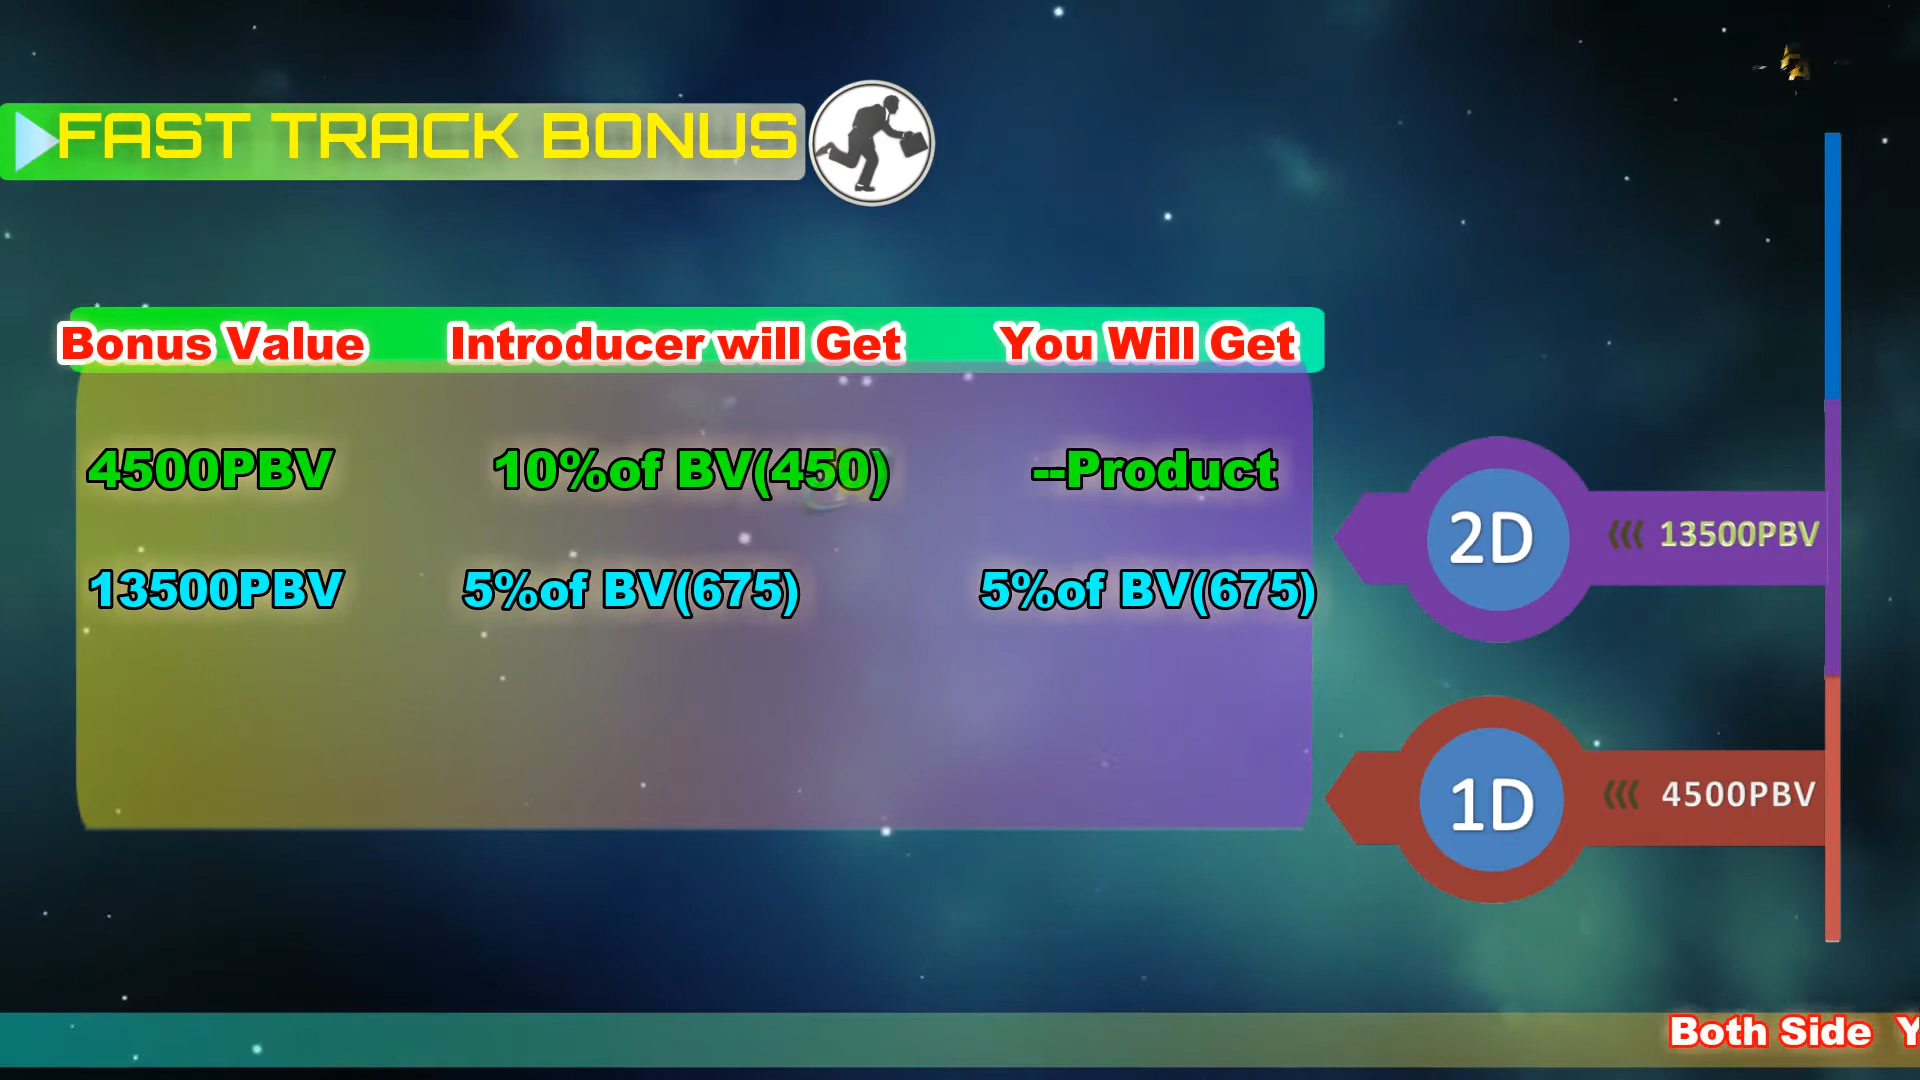 FAST TRACK BONUS
Bonus Value Introducer will Get You Will Get
4500PBV 10%of BV(450) --Product
13500PBV 5%of BV(675) 5%of BV(675)
2D 13500PBV
1D 4500PBV
Both Side